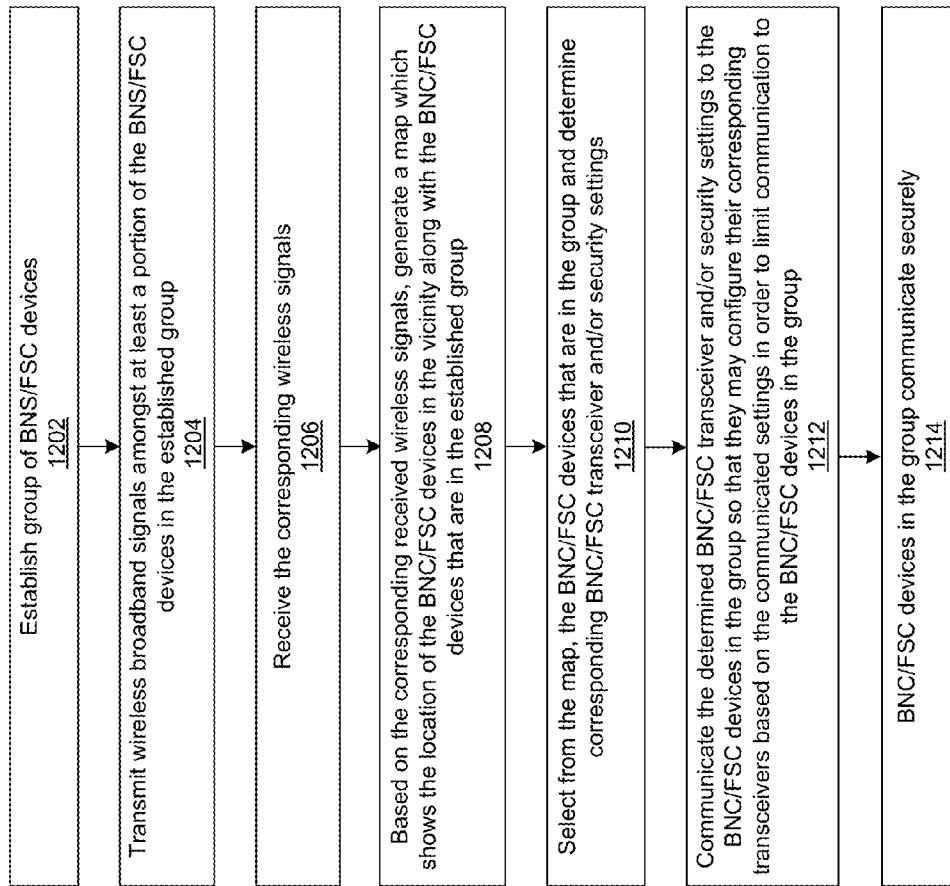 Establish group of BNS/FSC devices
1202
Transmit wireless broadband signals amongst at least a portion of the BNS/FSC
devices in the established group
1204
Receive the corresponding wireless signals
1206
Based on the corresponding received wireless signals, generate a map which
shows the location of the BNC/FSC devices in the vicinity along with the BNC/FSC
devices that are in the established group
1208
Select from the map, the BNC/FSC devices that are in the group and determine
corresponding BNC/FSC transceiver and/or security settings
1210
Communicate the determined BNC/FSC transceiver and/or security settings to the
BNC/FSC devices in the group so that they may configure their corresponding
transceivers based on the communicated settings in order to limit communication to
the BNC/FSC devices in the group
1212
BNC/FSC devices in the group communicate securely
1214